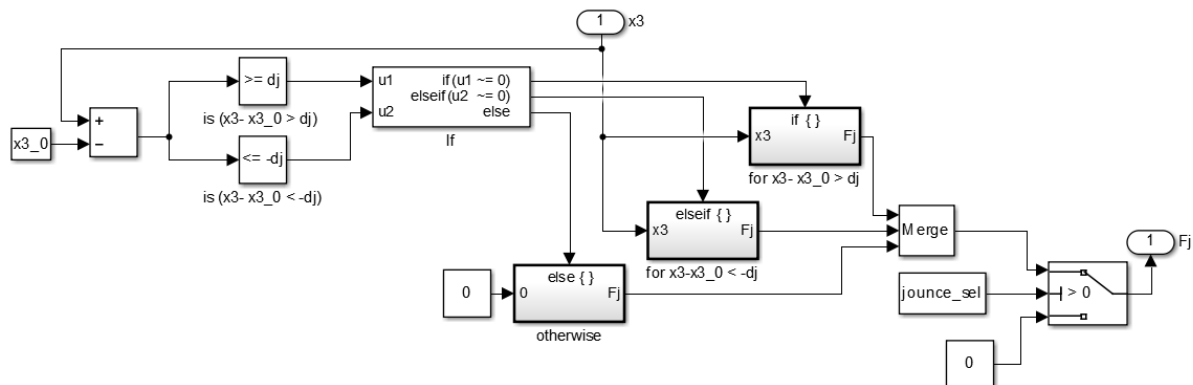 1
x3
>= dj
is (x3- x3_0 > dj)
+
−
x3_0
<= -dj
is (x3- x3_0 < -dj)
u1
if(u1 ~= 0)
elseif(u2 ~= 0)
u2
else
If
if { }
x3
Fj
for x3- x3_0 > dj
elseif { }
x3
Fj
for x3-x3_0 < -dj
else { }
0
0
Fj
otherwise
Merge
jounce_sel
> 0
0
1
Fj